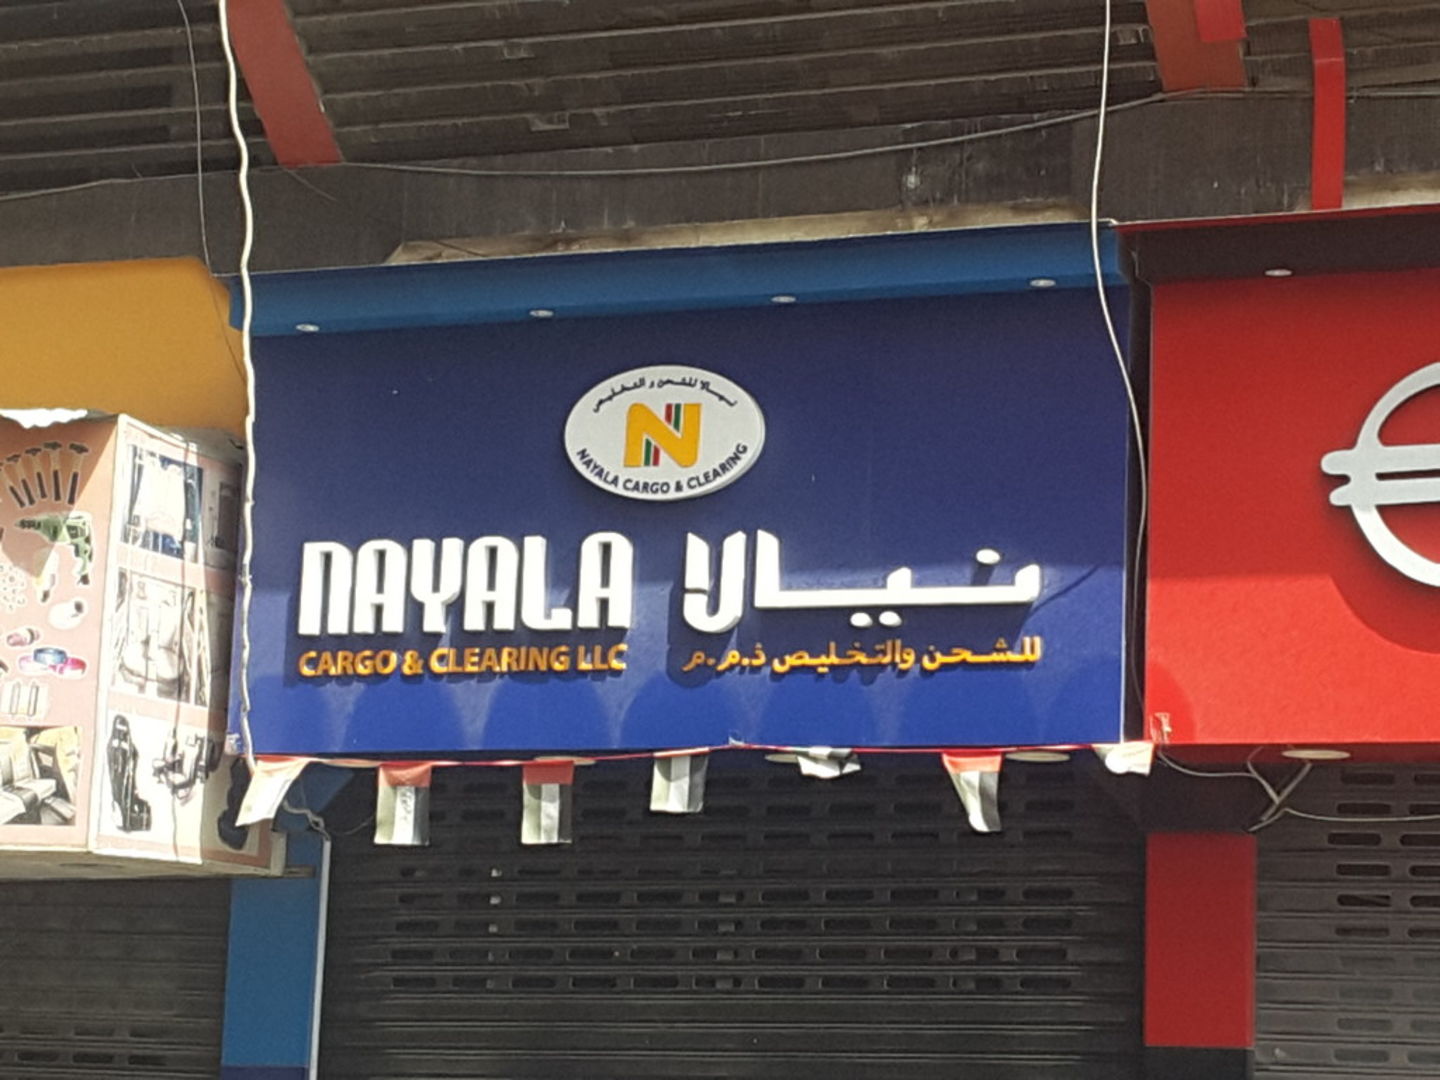 نيالا للشحن و التخليص
N
NAYALA CARGO & CLEARING
NAYALA نيالا
CARGO & CLEARING LLC للشحن والتخليص ذ.م.م